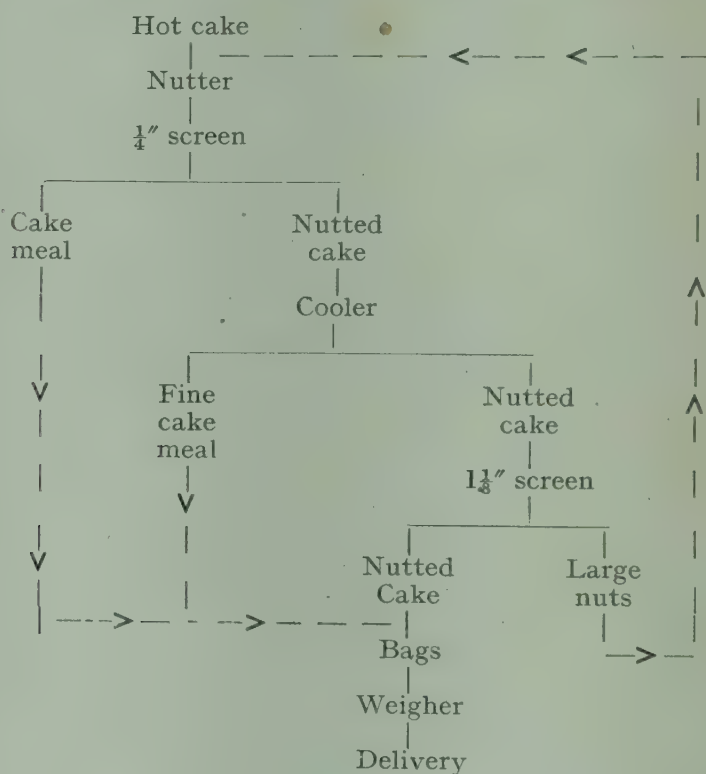 Hot cake
Nutter
¼" screen
Cake
meal
Nutted
cake
Cooler
Fine
cake
meal
Nutted
cake
1⅛" screen
Nutted
Cake
Large
nuts
Bags
Weigher
Delivery